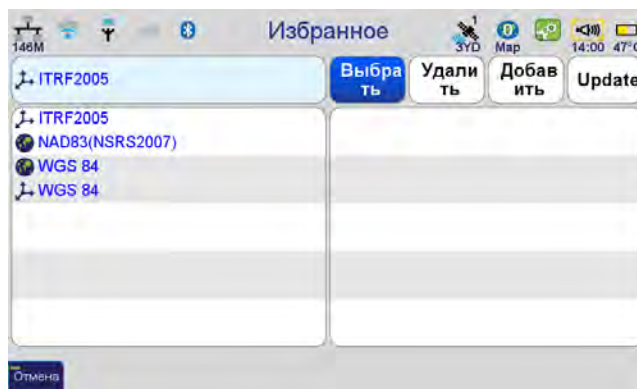 Избранное
1
146M
3YD
Map
14:00
47°
ITRF2005
Выбра
ть
Удали
ть
Добав
ить
Update
ITRF2005
NAD83(NSRS2007)
WGS 84
WGS 84
Отмена